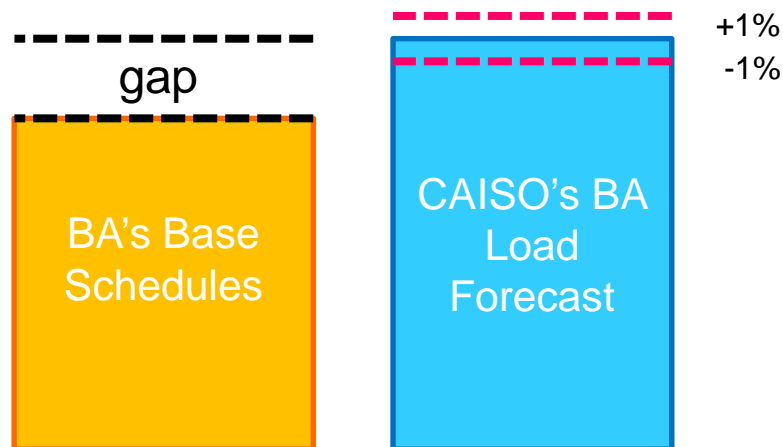 +1%
gap
-1%
BA's Base
Schedules
CAISO's BA
Load
Forecast